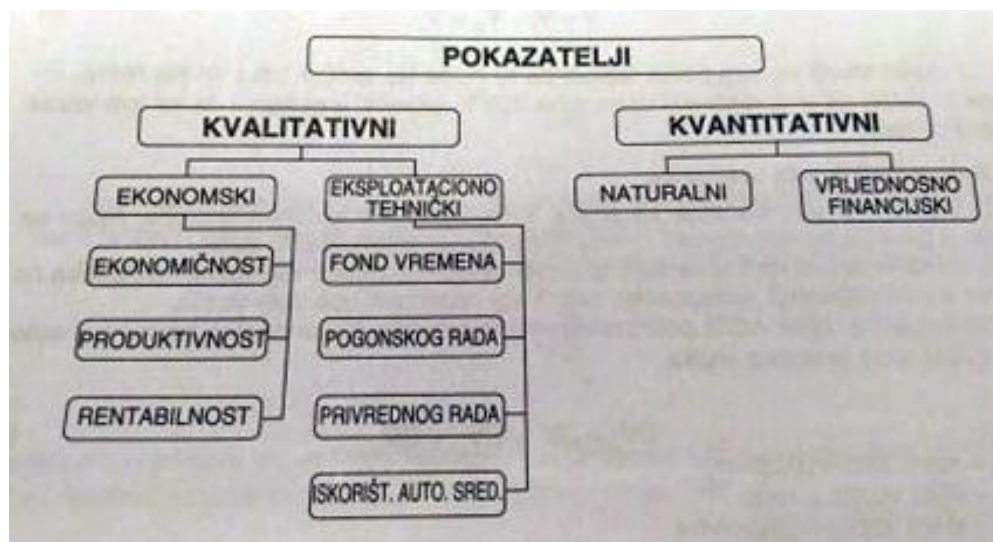 POKAZATELJI
KVALITATIVNI
KVANTITATIVNI
EKONOMSKI
EKSPLOATACIONO
TEHNIČKI
NATURALNI
VRIJEDNOSNO
FINANCIJSKI
EKONOMIČNOST
PRODUKTIVNOST
RENTABILNOST
FOND VREMENA
POGONSKOG RADA
PRIVREDNOG RADA
ISKORIŠT. AUTO. SRED.